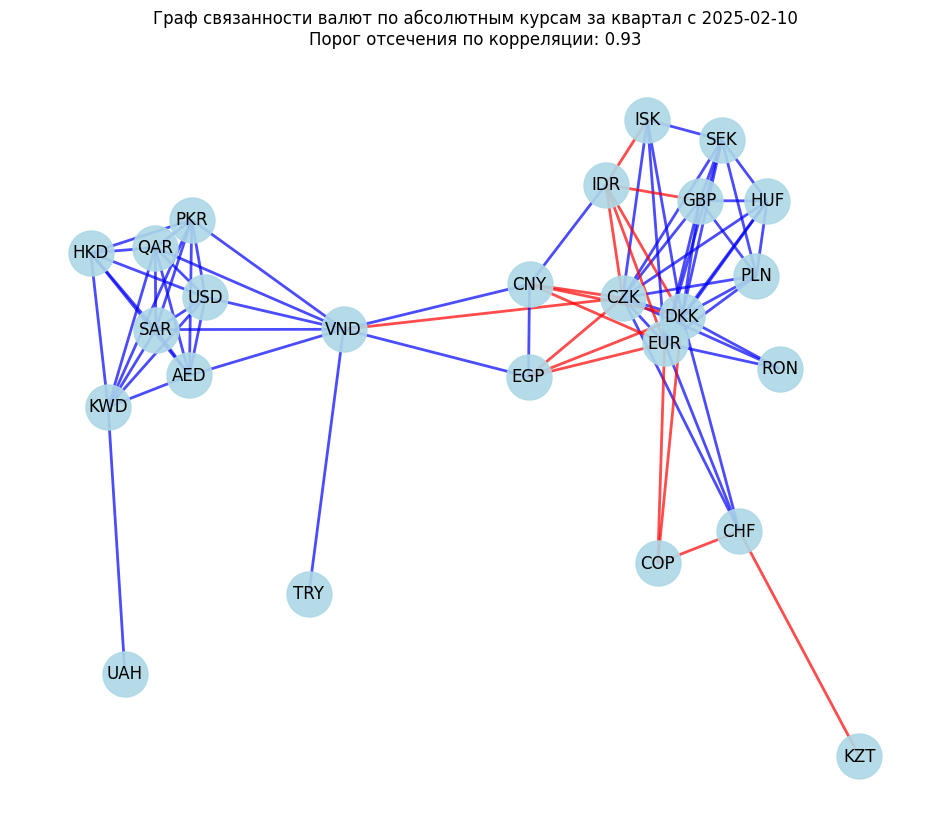 Граф связанности валют по абсолютным курсам за квартал с 2025-02-10
Порог отсечения по корреляции: 0.93
ISK
SEK
IDR
GBP
HUF
PKR
QAR
HKD
PLN
CNY
USD
CZK
DKK
SAR
VND
EUR
RON
AED
EGP
KWD
CHF
COP
TRY
UAH
KZT